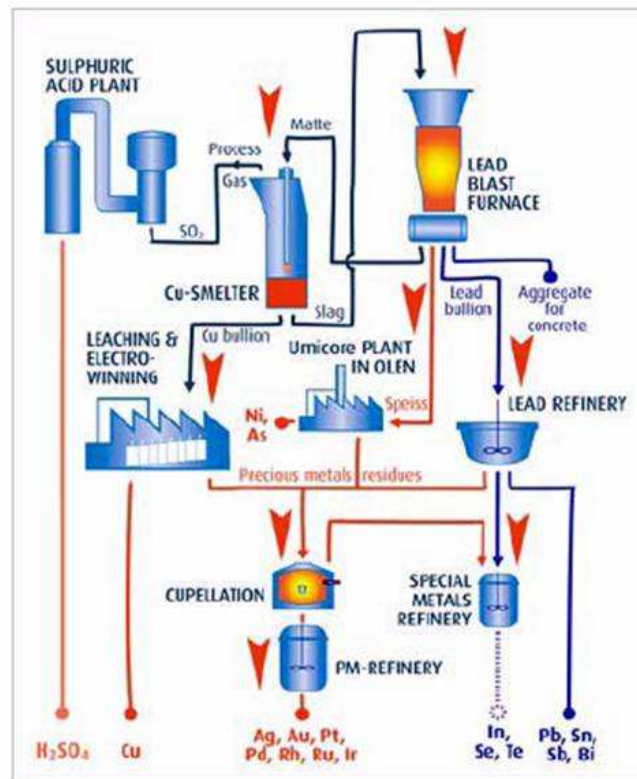 SULPHURIC
ACID PLANT
Process
Gas
SO₂
Matte
LEAD
BLAST
FURNACE
Cu-SMELTER
Slag
Cu bullion
Lead
bullion
Aggregate
for
concrete
LEACHING &
ELECTRO-
WINNING
Umicore PLANT
IN OLEN
Ni,
As
Speiss
LEAD REFINERY
Precious metals residues
CUPELLATION
SPECIAL
METALS
REFINERY
PM-REFINERY
H₂SO₄
Cu
Ag, Au, Pt,
Pd, Rh, Ru, Ir
In,
Se, Te
Pb, Sn,
Sb, Bi